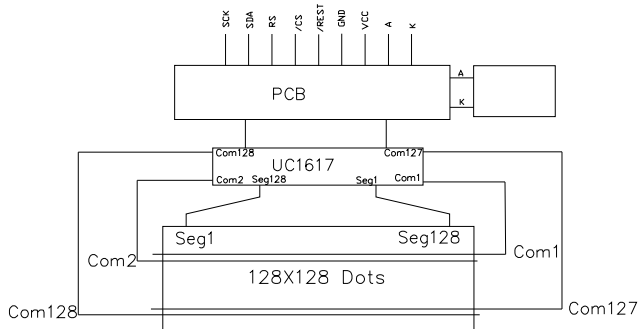 SCK
SDA
RS
/CS
/REST
GND
VCC
A
K
PCB
A
K
Com128
Com127
UC1617
Com2
Seg128
Seg1
Com1
Seg1
Seg128
Com2
Com1
128X128 Dots
Com128
Com127